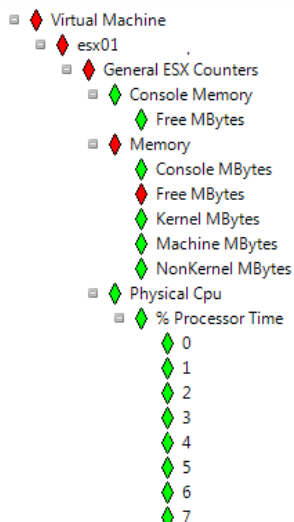 Virtual Machine
esx01
General ESX Counters
Console Memory
Free MBytes
Memory
Console MBytes
Free MBytes
Kernel MBytes
Machine MBytes
NonKernel MBytes
Physical Cpu
% Processor Time
0
1
2
3
4
5
6
7